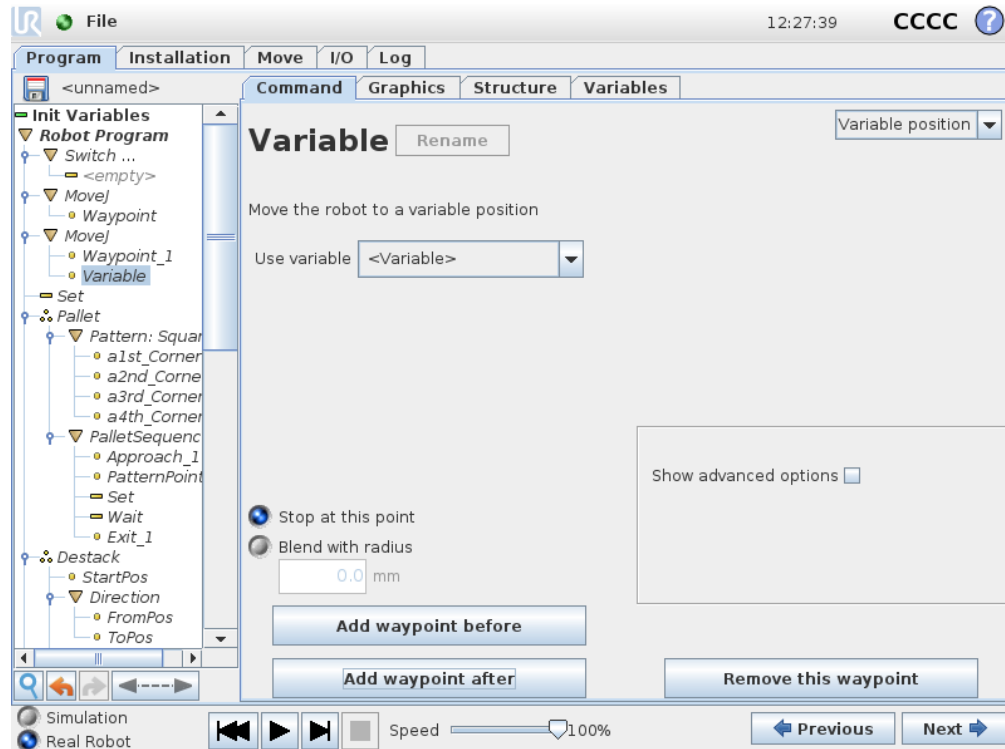 UR File 12:27:39 CCCC ?
Program Installation Move I/O Log
<unnamed> Command Graphics Structure Variables
Init Variables
Robot Program
Switch ...
<empty>
MoveJ
Waypoint
MoveJ
Waypoint_1
Variable
Set
Pallet
Pattern: Squar
a1st_Corner
a2nd_Corne
a3rd_Corner
a4th_Corner
PalletSequenc
Approach_1
PatternPoint
Set
Wait
Exit_1
Destack
StartPos
Direction
FromPos
ToPos
Variable Rename Variable position
Move the robot to a variable position
Use variable <Variable>
Show advanced options
Stop at this point
Blend with radius
0.0 mm
Add waypoint before
Add waypoint after Remove this waypoint
Simulation
Real Robot
Speed 100% Previous Next